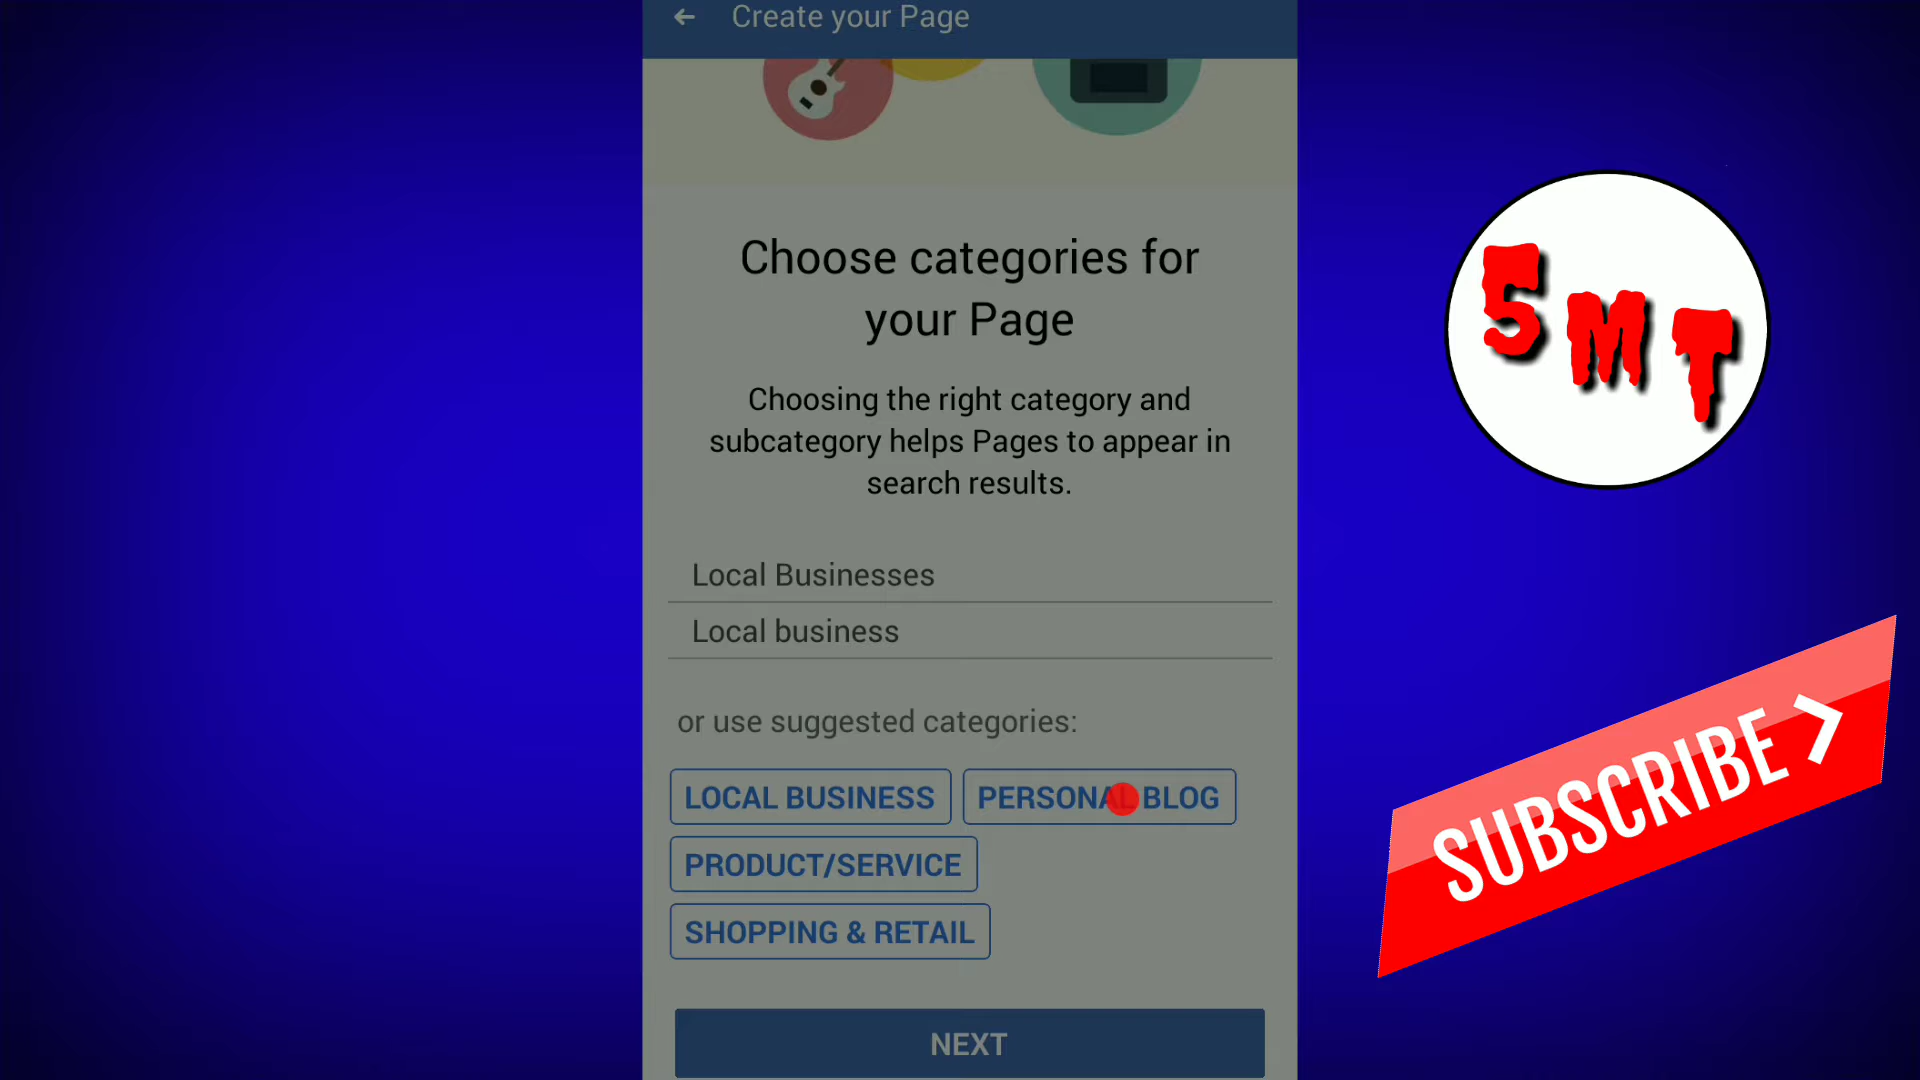 Create your Page
Choose categories for
your Page
Choosing the right category and
subcategory helps Pages to appear in
search results.
Local Businesses
Local business
or use suggested categories:
LOCAL BUSINESS
PERSONAL BLOG
PRODUCT/SERVICE
SHOPPING & RETAIL
NEXT
5MT
SUBSCRIBE >